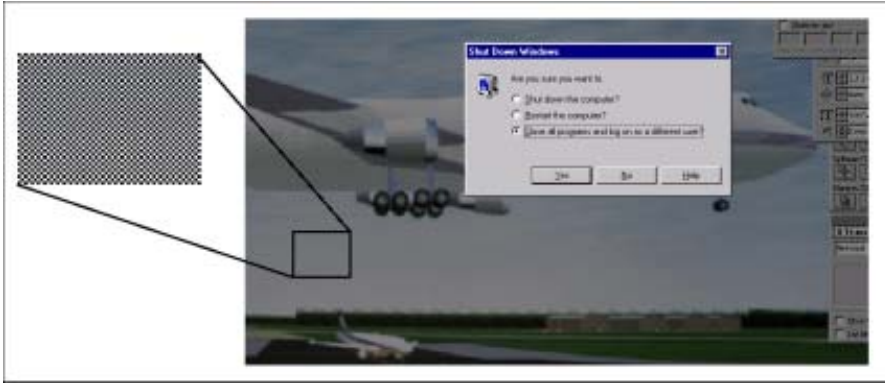 Shut Down Windows
Are you sure you want to:
Shut down the computer?
Restart the computer?
Close all programs and log on as a different user?
Yes
No
Help